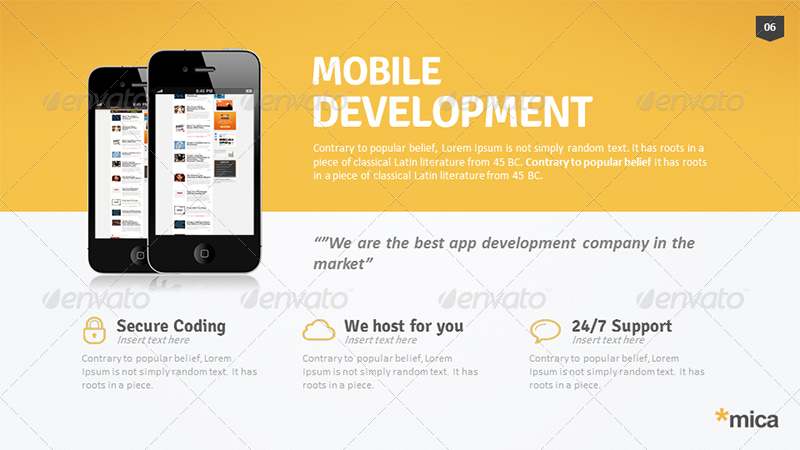 06
MOBILE
DEVELOPMENT
Contrary to popular belief, Lorem Ipsum is not simply random text. It has roots in a
piece of classical Latin literature from 45 BC. Contrary to popular belief It has roots
in a piece of classical Latin literature from 45 BC.
“”We are the best app development company in the
market”
Secure Coding
Insert text here
Contrary to popular belief, Lorem
Ipsum is not simply random text. It has
roots in a piece.
We host for you
Insert text here
Contrary to popular belief, Lorem
Ipsum is not simply random text. It has
roots in a piece.
24/7 Support
Insert text here
Contrary to popular belief, Lorem
Ipsum is not simply random text. It has
roots in a piece.
*mica
envato envato envato envato
envato envato envato envato